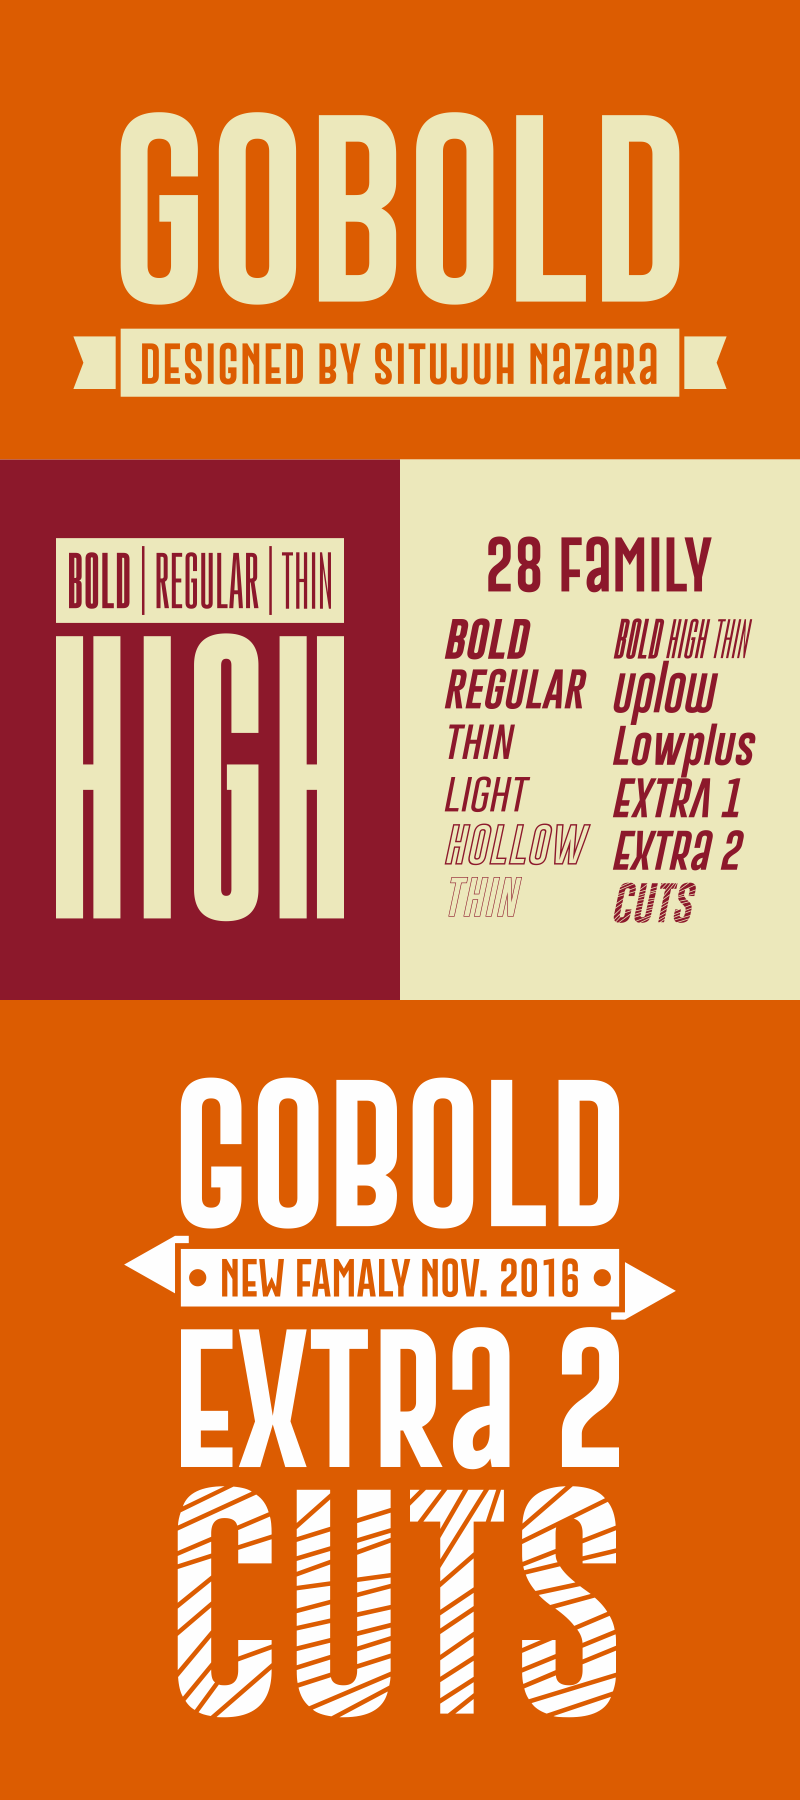 GOBOLD
DESIGNED BY SITUJUH NaZaRa
BOLD | REGULAR | THIN
HIGH
28 FaMILY
BOLD
REGULAR
THIN
LIGHT
HOLLOW
THIN
BOLD HIGH THIN
uplow
Lowplus
EXTRA 1
EXTRa 2
CUTS
GOBOLD
NEW FAMALY NOV. 2016
EXTRa 2
CUTS